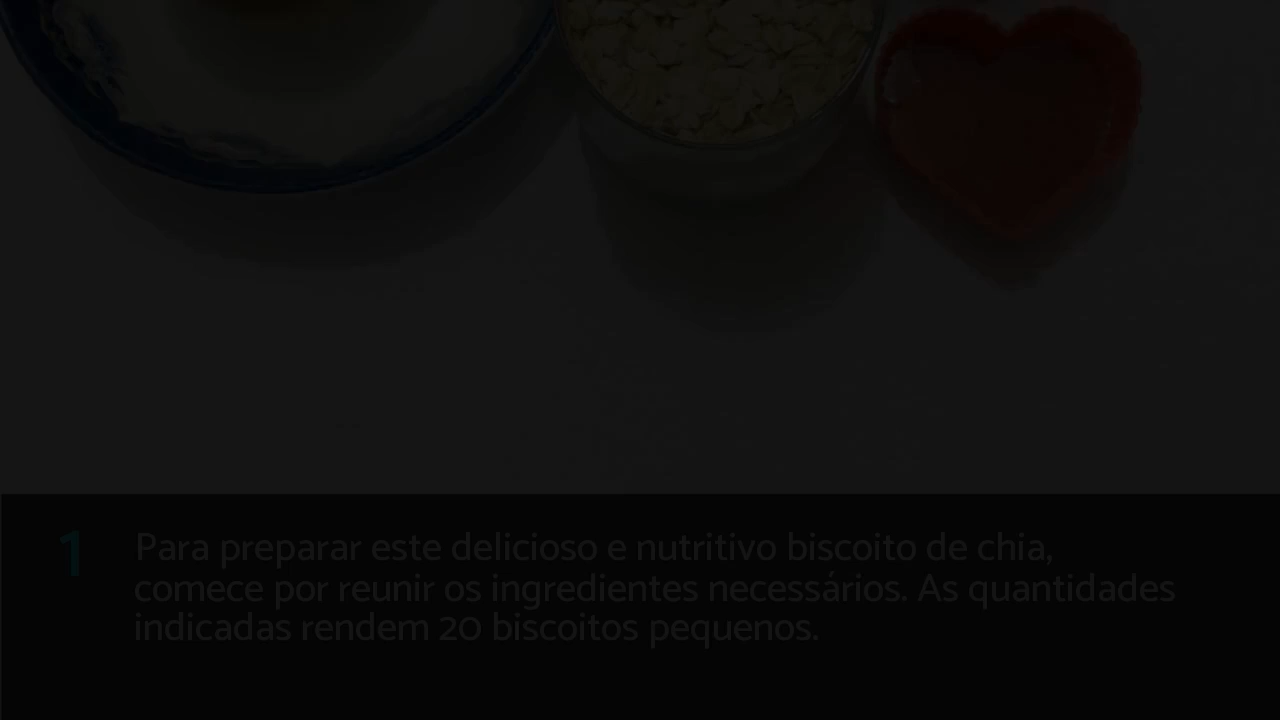 1 Para preparar este delicioso e nutritivo biscoito de chia,
comece por reunir os ingredientes necessários. As quantidades
indicadas rendem 20 biscoitos pequenos.